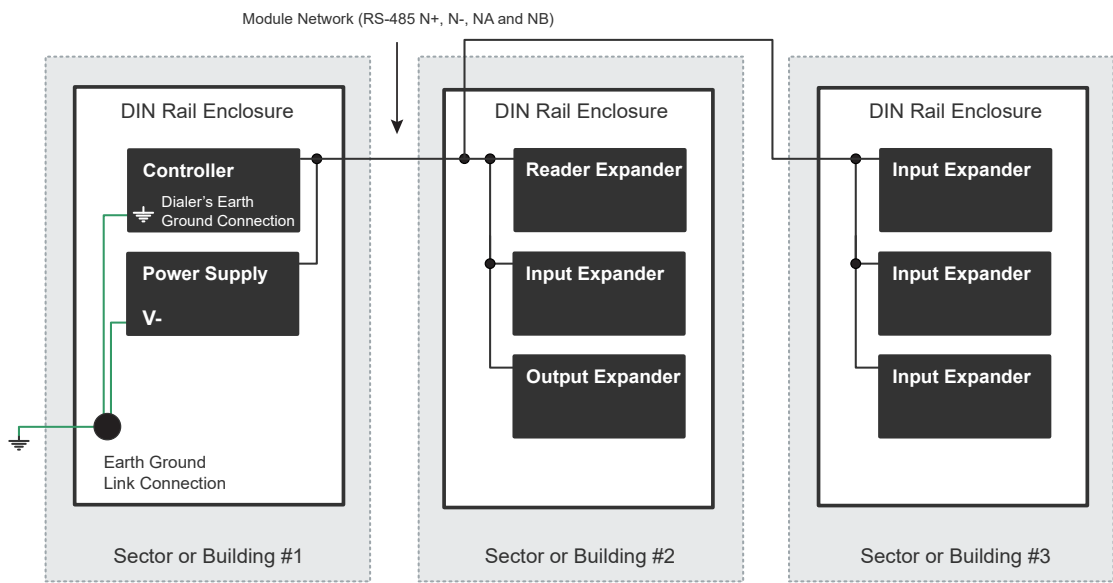 Module Network (RS-485 N+, N-, NA and NB)
DIN Rail Enclosure
Controller
Dialer's Earth
Ground Connection
Power Supply
V-
Earth Ground
Link Connection
Sector or Building #1
DIN Rail Enclosure
Reader Expander
Input Expander
Output Expander
Sector or Building #2
DIN Rail Enclosure
Input Expander
Input Expander
Input Expander
Sector or Building #3